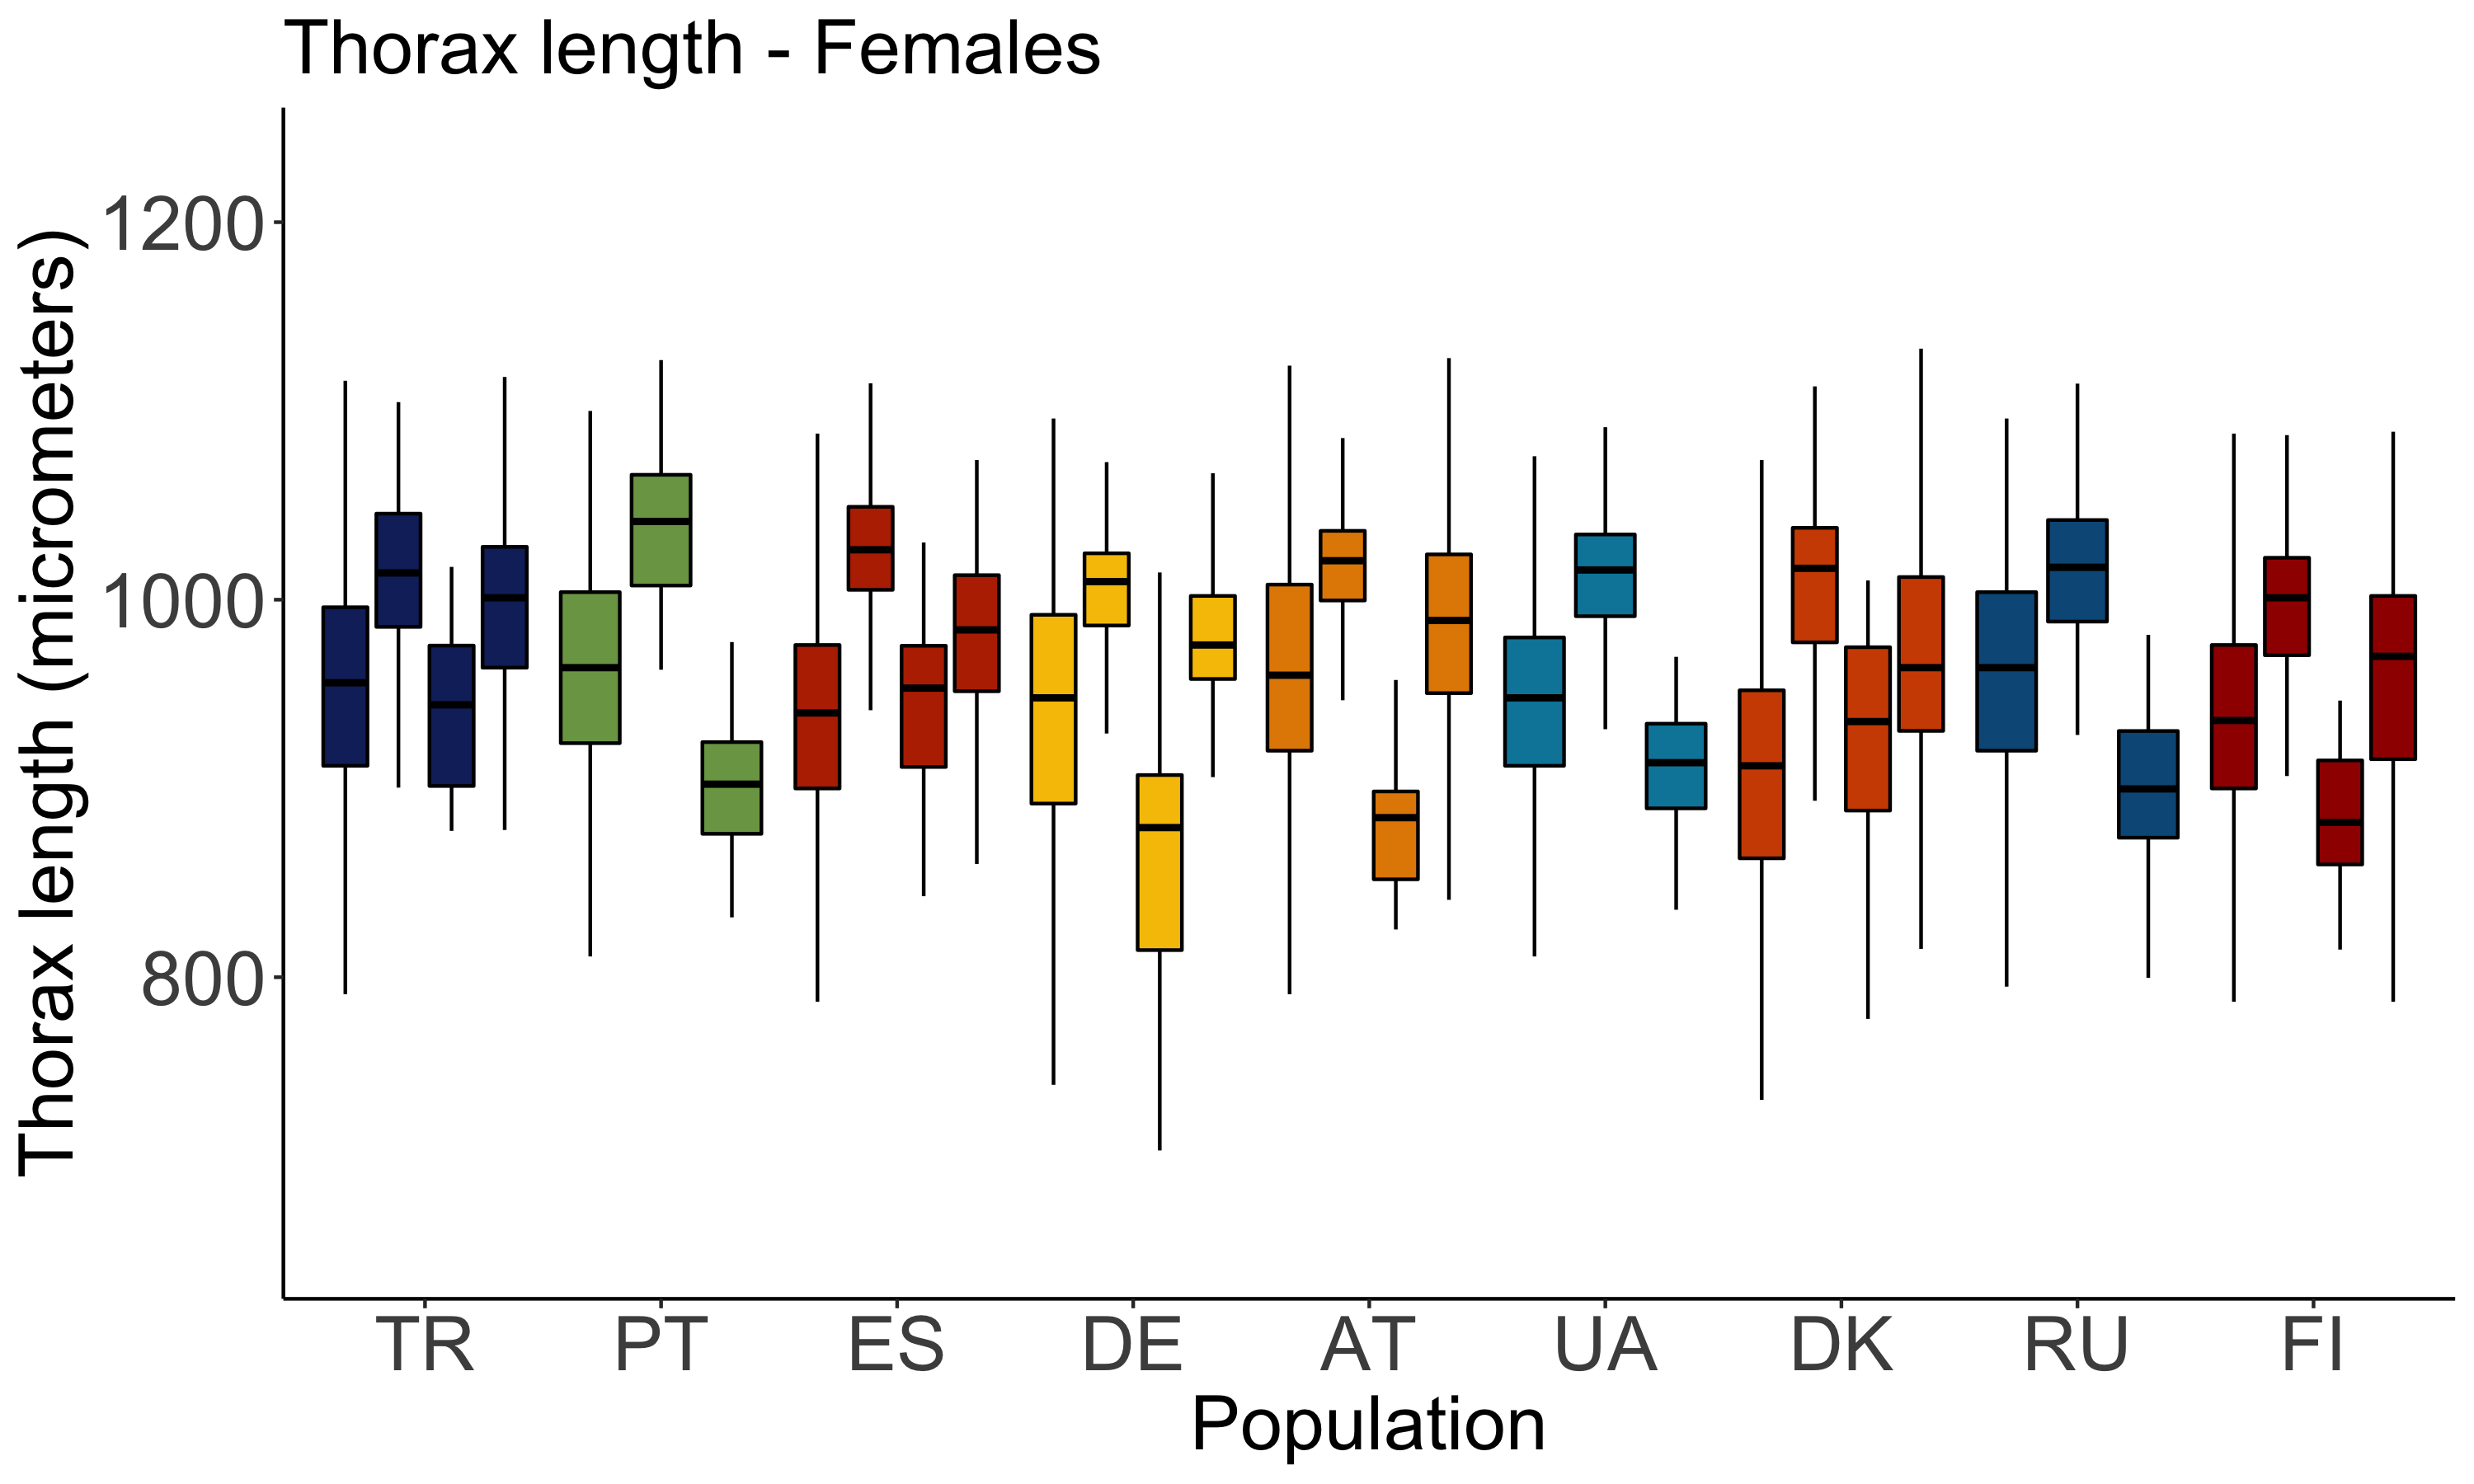 Thorax length - Females
Thorax length (micrometers)
1200
1000
800
TR PT ES DE AT UA DK RU FI
Population